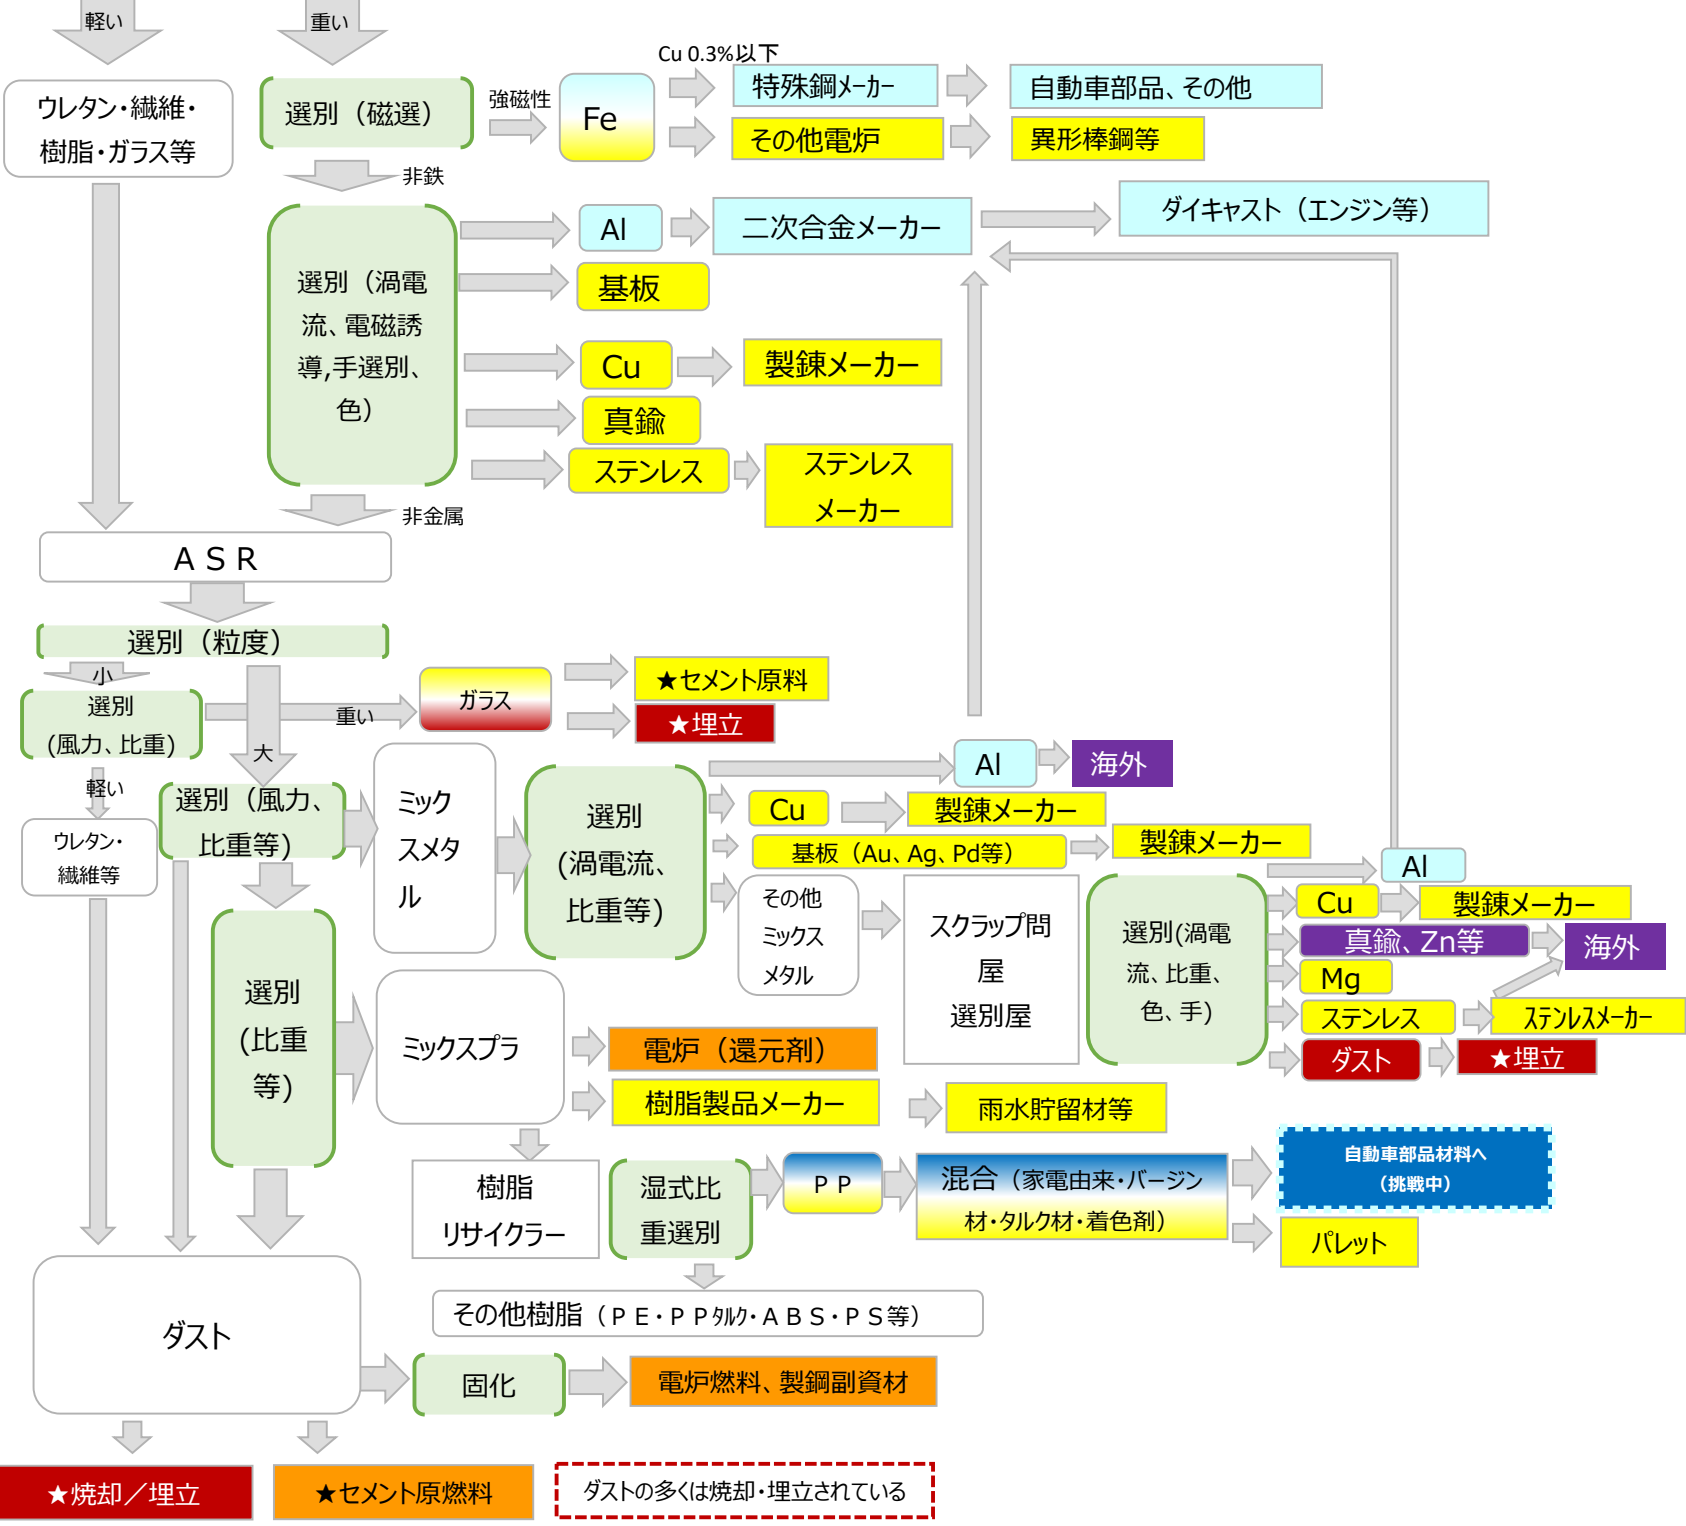 軽い
重い
ウレタン・繊維・
樹脂・ガラス等
選別（磁選）
強磁性
Fe
Cu 0.3%以下
特殊鋼ﾒｰｶｰ
自動車部品、その他
その他電炉
異形棒鋼等
非鉄
選別（渦電
流、電磁誘
導,手選別、
色）
Al
二次合金メーカー
ダイキャスト（エンジン等）
基板
Cu
製錬メーカー
真鍮
ステンレス
ステンレス
メーカー
非金属
ＡＳＲ
選別（粒度）
小
選別
(風力、比重)
重い
ガラス
★セメント原料
★埋立
大
軽い
ウレタン・
繊維等
選別（風力、
比重等）
ミック
スメタ
ル
選別
(渦電流、
比重等)
Al
海外
Cu
製錬メーカー
基板（Au、Ag、Pd等）
製錬メーカー
その他
ミックス
メタル
スクラップ問
屋
選別屋
選別(渦電
流、比重、
色、手)
Al
Cu
製錬メーカー
真鍮、Zn等
海外
Mg
ステンレス
ｽﾃﾝﾚｽﾒｰｶｰ
ダスト
★埋立
選別
(比重
等)
ミックスプラ
電炉（還元剤）
樹脂製品メーカー
雨水貯留材等
樹脂
リサイクラー
湿式比
重選別
ＰＰ
混合（家電由来・バージン
材・タルク材・着色剤）
自動車部品材料へ
（挑戦中）
パレット
その他樹脂（ＰＥ・ＰＰﾀﾙｸ・ＡＢＳ・ＰＳ等）
ダスト
固化
電炉燃料、製鋼副資材
★焼却／埋立
★セメント原燃料
ダストの多くは焼却・埋立されている